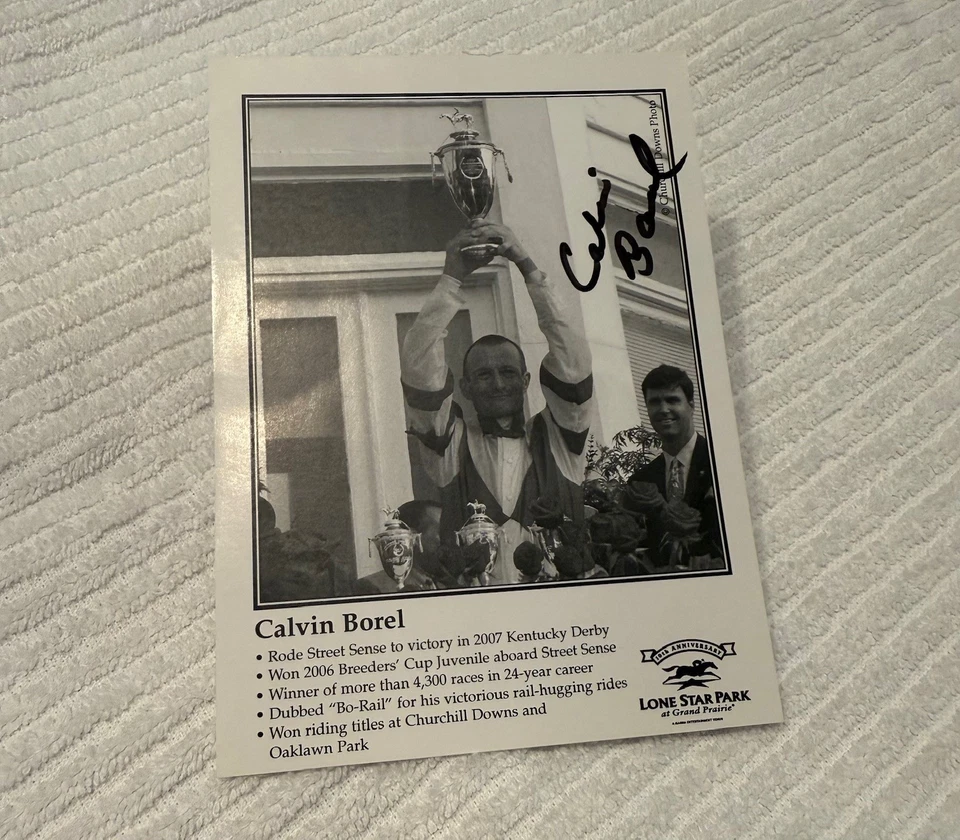 © Churchill Downs Photo
Calvin
Borel
Calvin Borel
• Rode Street Sense to victory in 2007 Kentucky Derby
• Won 2006 Breeders' Cup Juvenile aboard Street Sense
• Winner of more than 4,300 races in 24-year career
• Dubbed "Bo-Rail" for his victorious rail-hugging rides
• Won riding titles at Churchill Downs and
Oaklawn Park
10th ANNIVERSARY
LONE STAR PARK
at Grand Prairie®